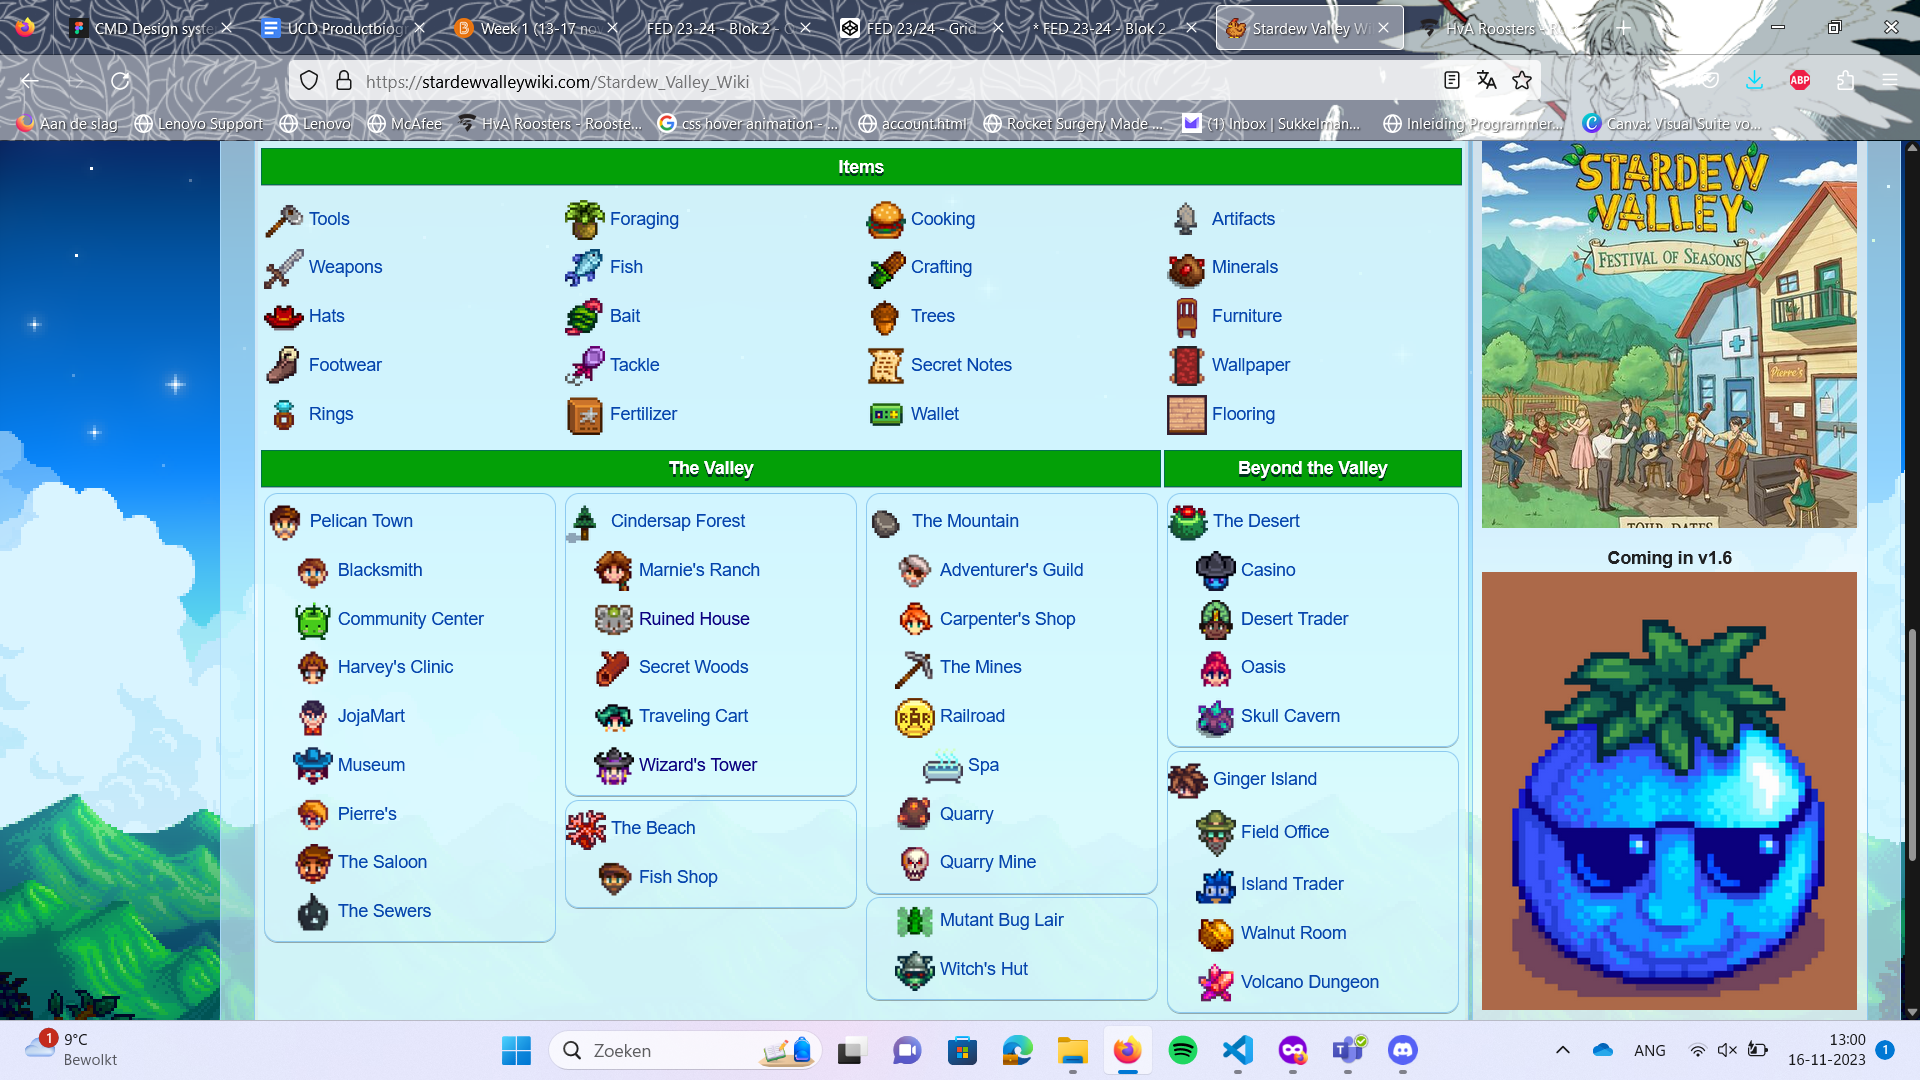 CMD Design syste
UCD Productbiog
Week 1 (13-17 no
FED 23-24 - Blok 2 - C
FED 23/24 - Grid
* FED 23-24 - Blok 2 -
Stardew Valley Wi
HvA Roosters - R
https://stardewvalleywiki.com/Stardew_Valley_Wiki
ABP
Aan de slag
Lenovo Support
Lenovo
McAfee
HvA Roosters - Rooste...
css hover animation - ...
account.html
Rocket Surgery Made ...
(1) Inbox | Sukkelman...
Inleiding Programmer...
Canva: Visual Suite vo...
Items
Tools
Foraging
Cooking
Artifacts
Weapons
Fish
Crafting
Minerals
Hats
Bait
Trees
Furniture
Footwear
Tackle
Secret Notes
Wallpaper
Rings
Fertilizer
Wallet
Flooring
The Valley
Beyond the Valley
Pelican Town
Blacksmith
Community Center
Harvey's Clinic
JojaMart
Museum
Pierre's
The Saloon
The Sewers
Cindersap Forest
Marnie's Ranch
Ruined House
Secret Woods
Traveling Cart
Wizard's Tower
The Beach
Fish Shop
The Mountain
Adventurer's Guild
Carpenter's Shop
The Mines
Railroad
Spa
Quarry
Quarry Mine
Mutant Bug Lair
Witch's Hut
The Desert
Casino
Desert Trader
Oasis
Skull Cavern
Ginger Island
Field Office
Island Trader
Walnut Room
Volcano Dungeon
STARDEW
VALLEY
FESTIVAL OF SEASONS
Pierre's
TOUR DATES
Coming in v1.6
1
9°C
Bewolkt
Zoeken
ANG
13:00
16-11-2023
1